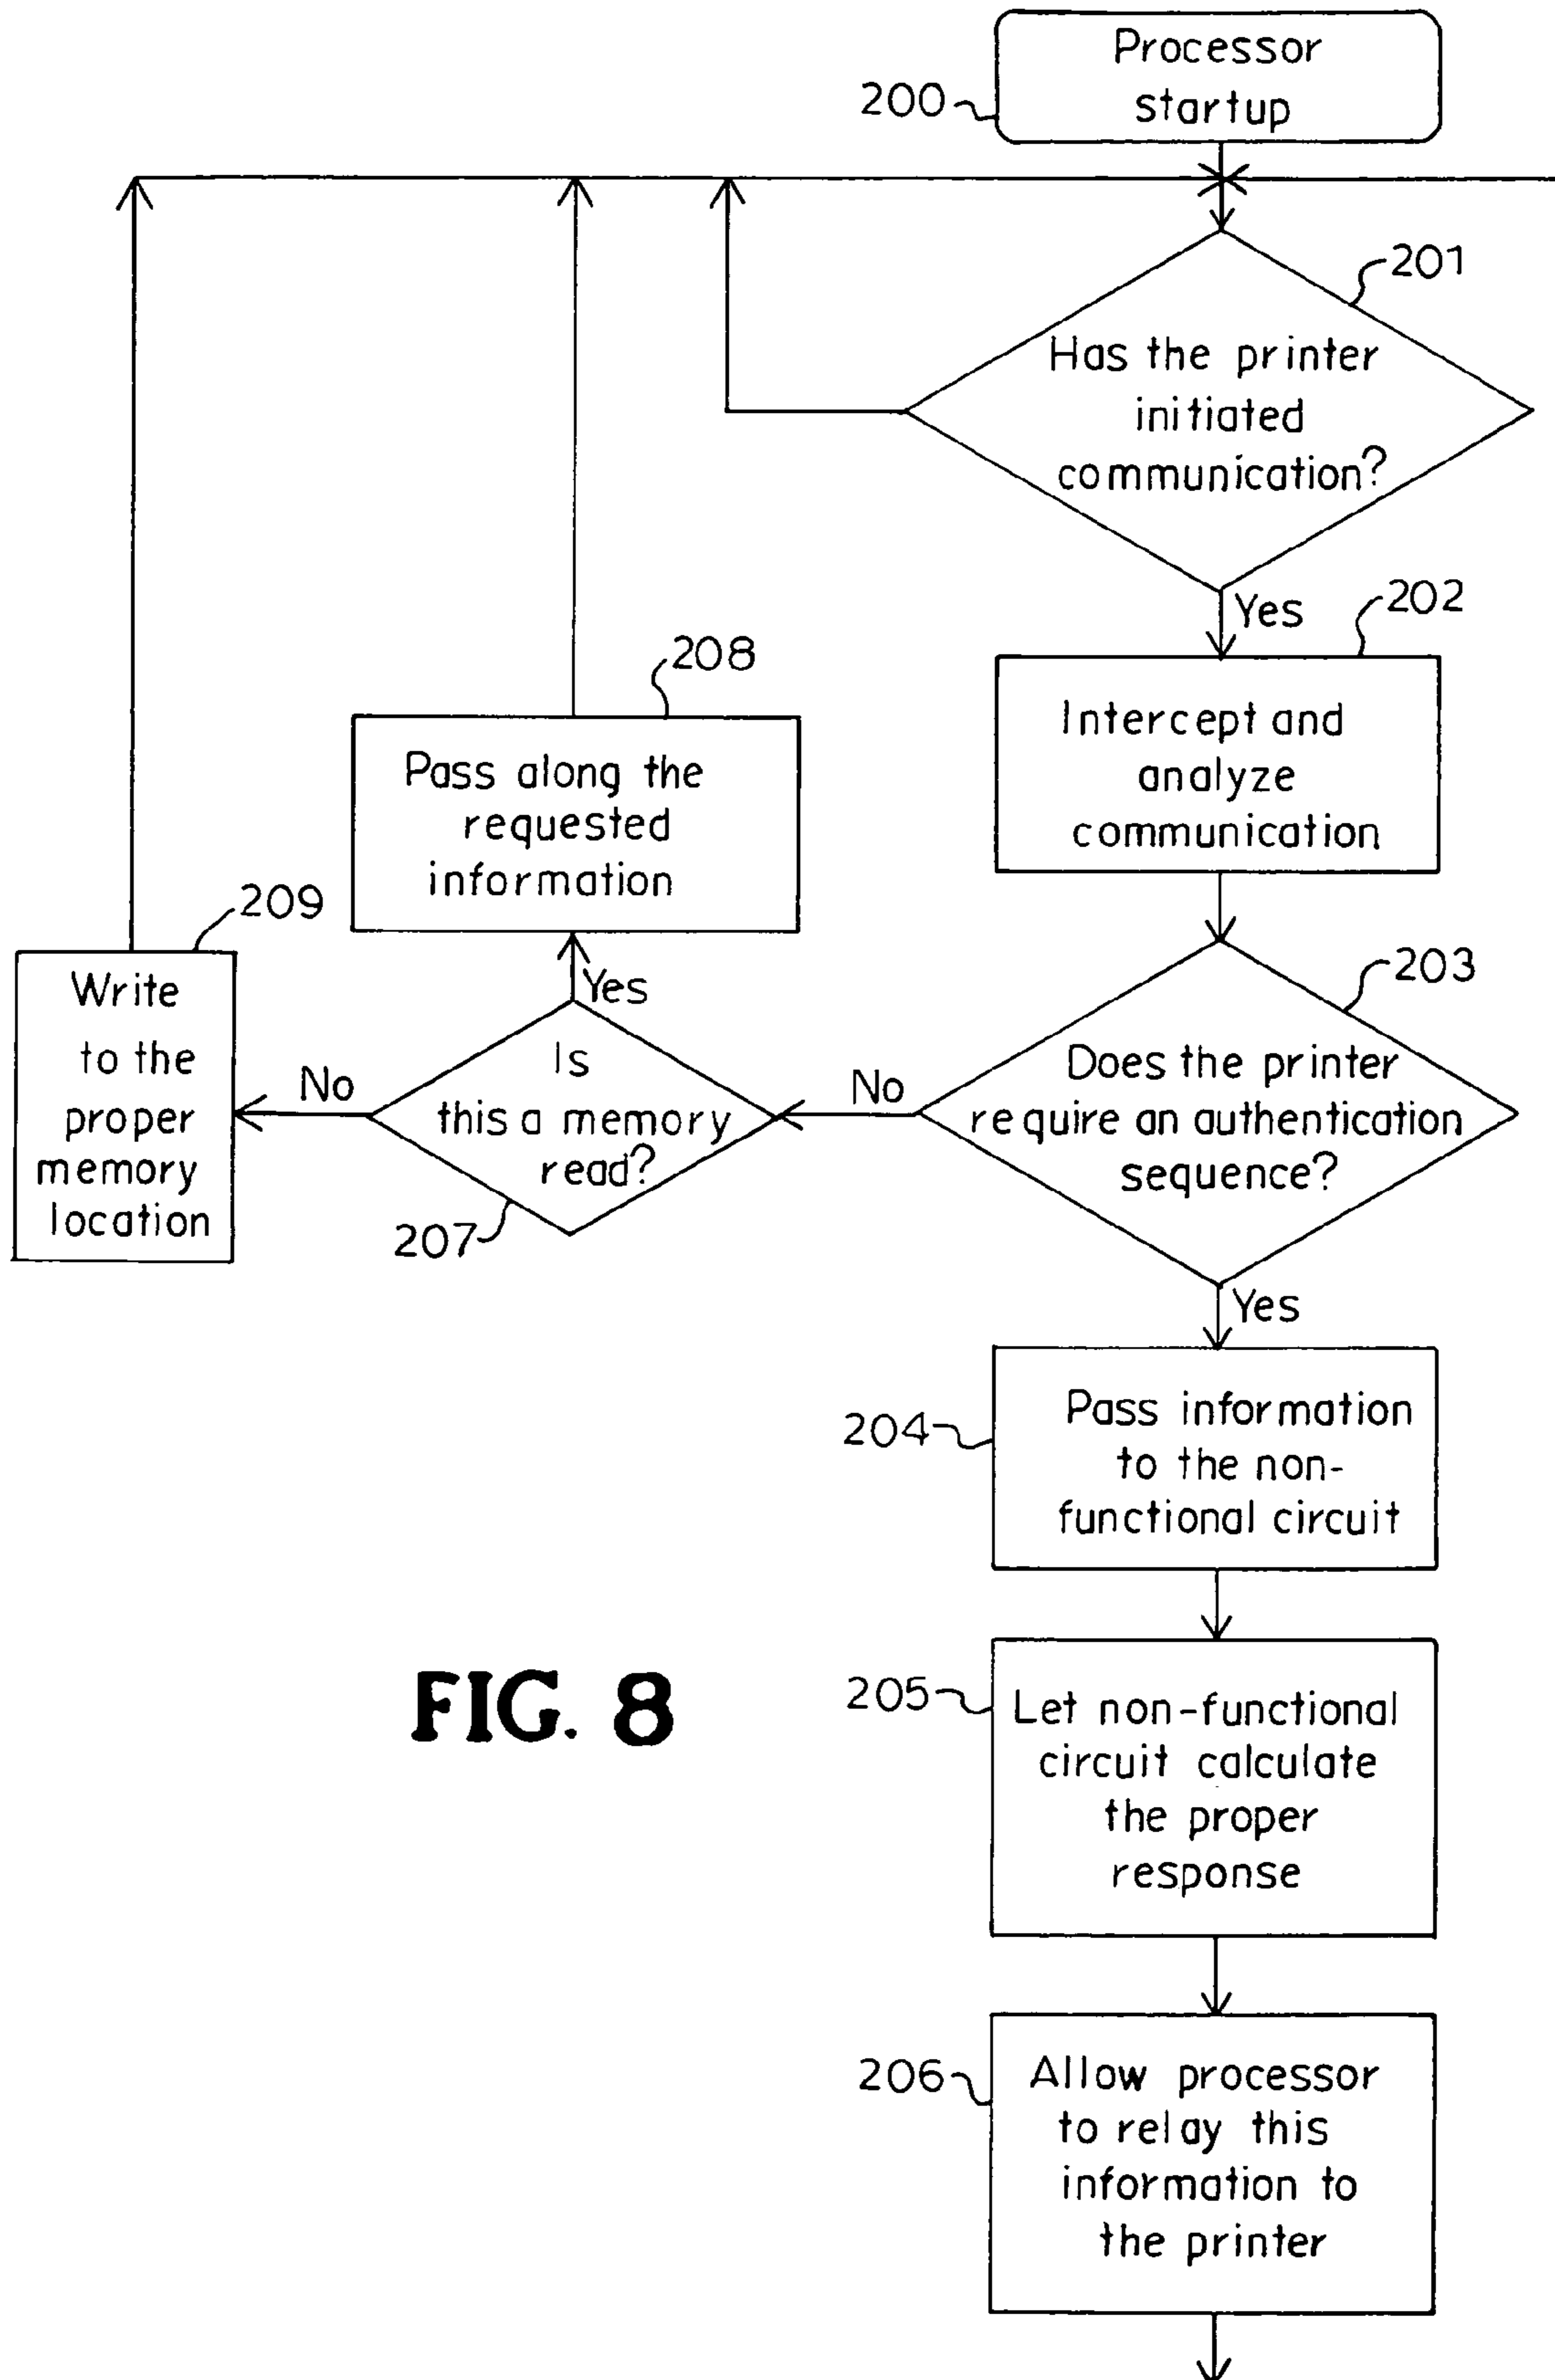 Processor
startup
200
201
Has the printer
initiated
communication?
Yes
202
Intercept and
analyze
communication
208
Pass along the
requested
information
209
Write
to the
proper
memory
location
Yes
No
Is
this a memory
read?
207
No
203
Does the printer
require an authentication
sequence?
Yes
204
Pass information
to the non-
functional circuit
205
Let non-functional
circuit calculate
the proper
response
FIG. 8
206
Allow processor
to relay this
information to
the printer